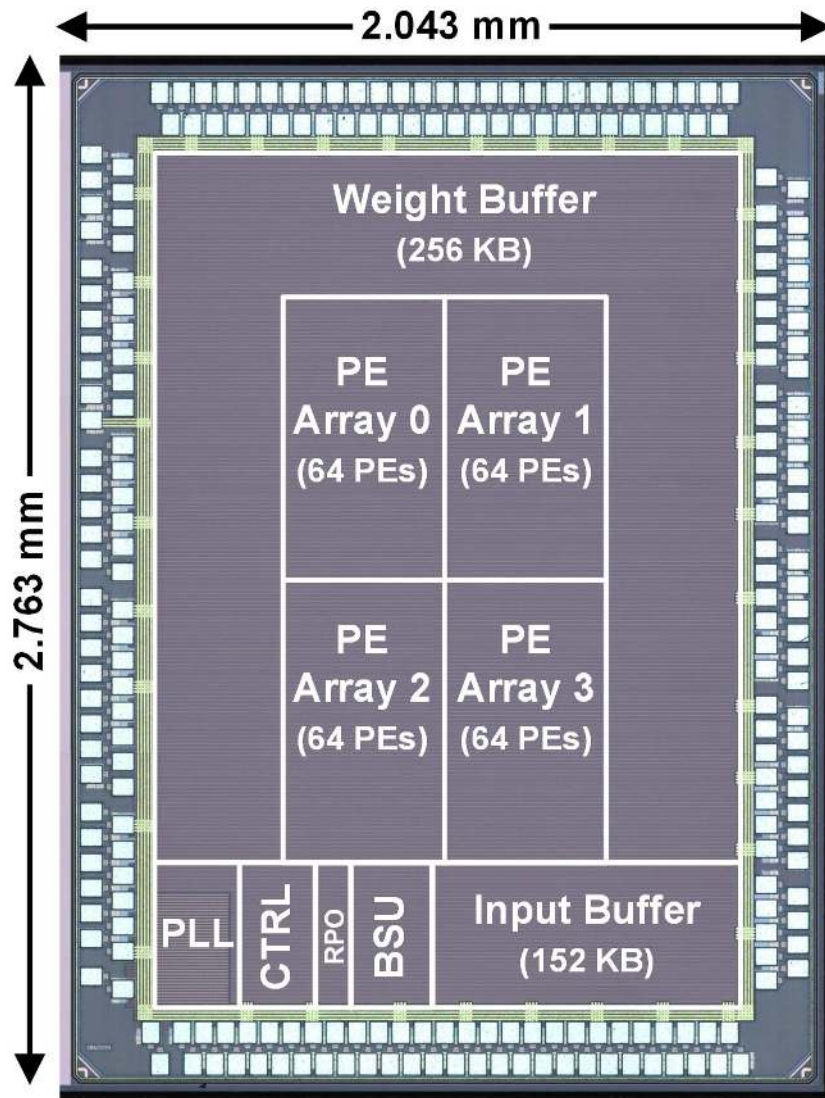 2.043 mm
2.763 mm
Weight Buffer
(256 KB)
PE
Array 0
(64 PEs)
PE
Array 1
(64 PEs)
PE
Array 2
(64 PEs)
PE
Array 3
(64 PEs)
PLL
CTRL
RPO
BSU
Input Buffer
(152 KB)